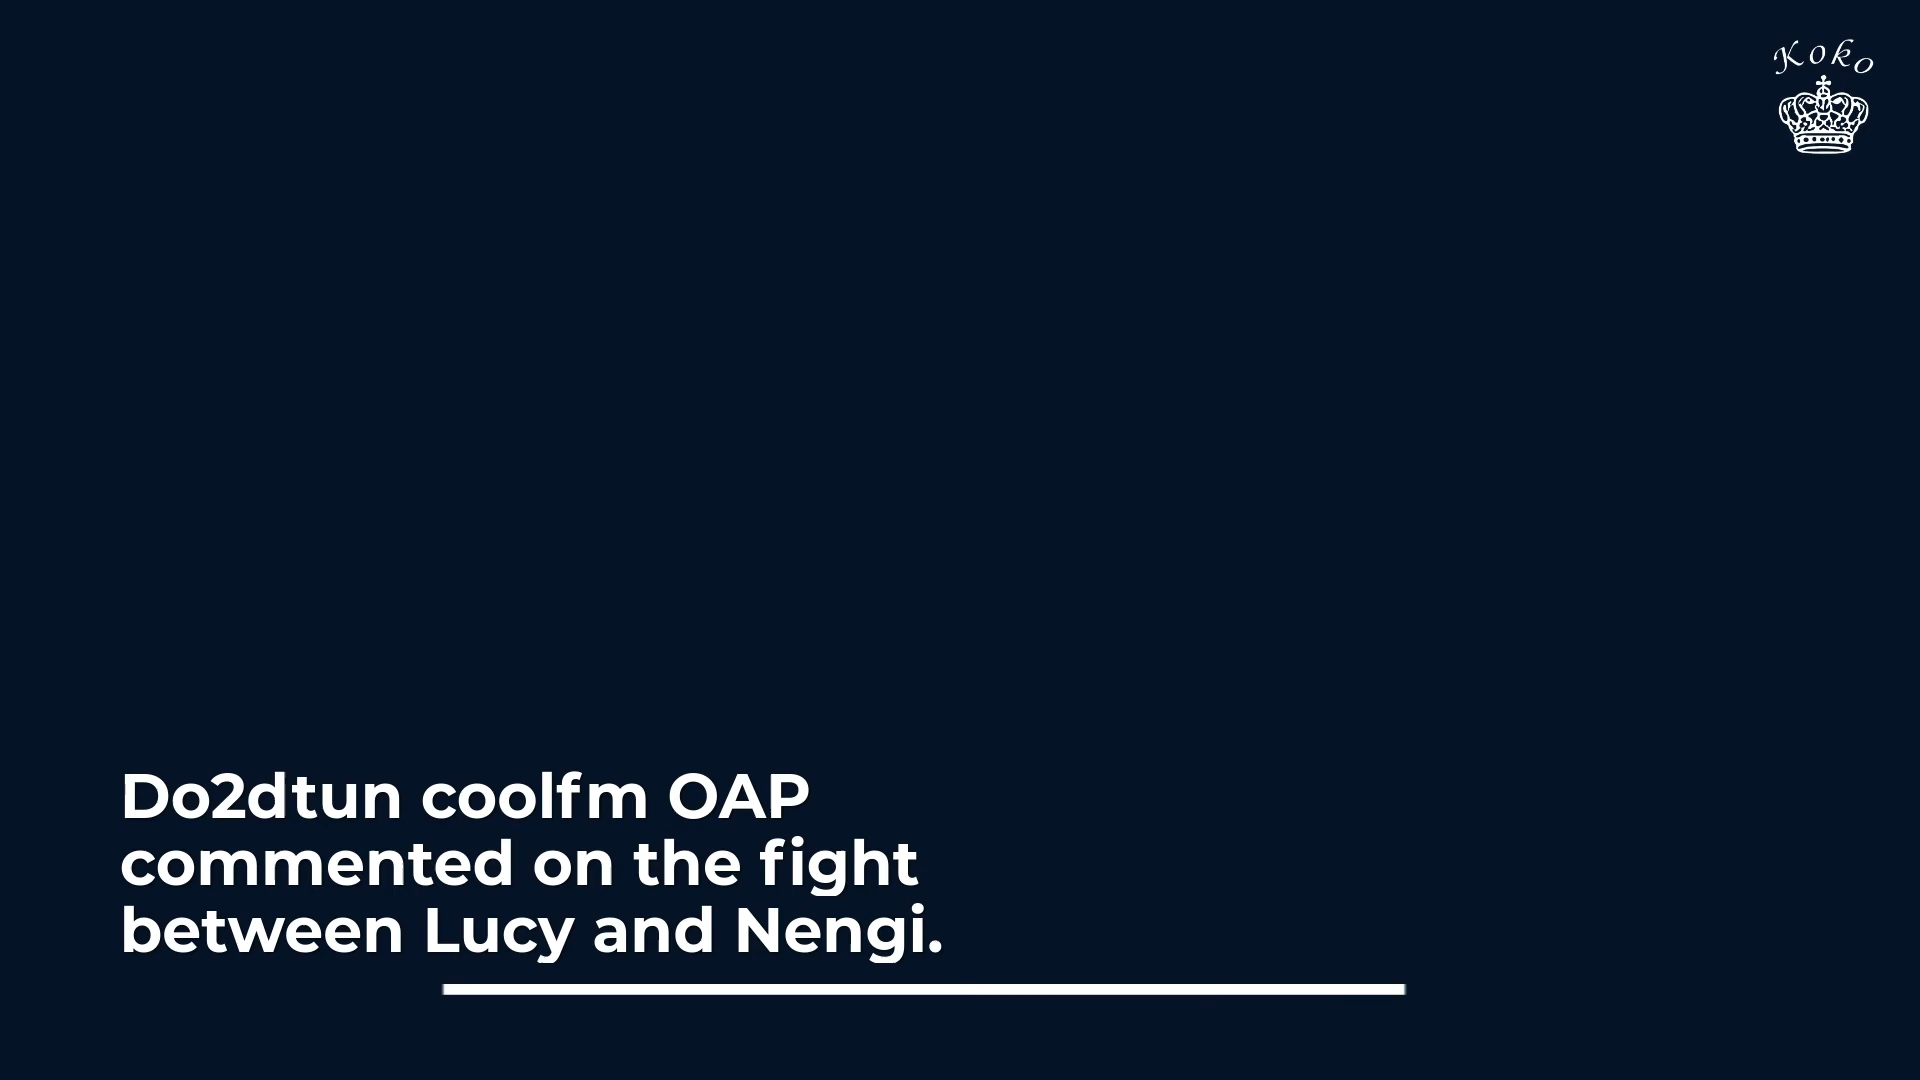 Koko
Do2dtun coolfm OAP
commented on the fight
between Lucy and Nengi.